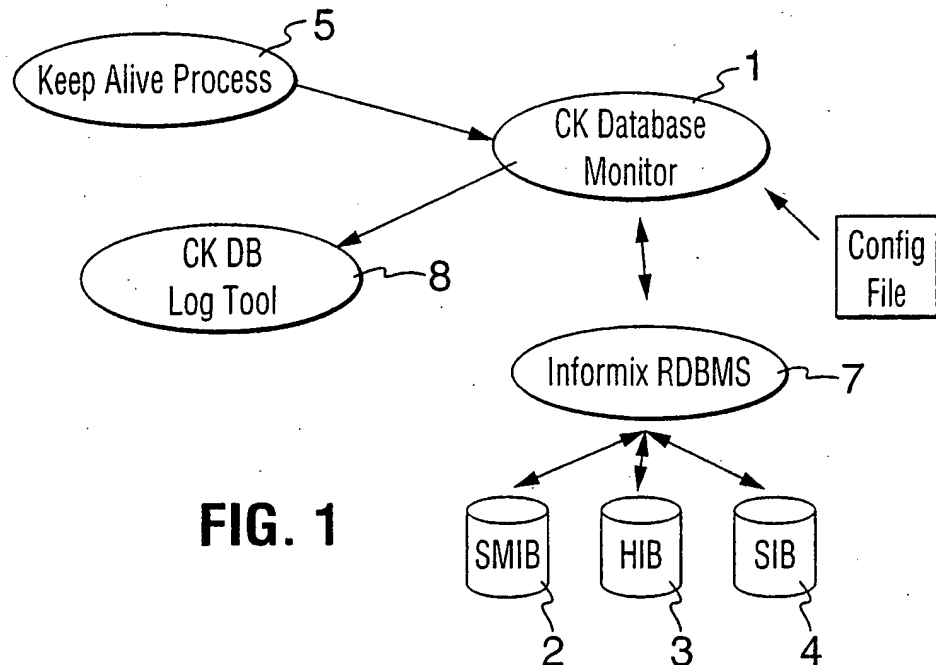 5
Keep Alive Process
1
CK Database
Monitor
Config
File
CK DB
Log Tool
8
Informix RDBMS
7
FIG. 1
SMIB
HIB
SIB
2
3
4